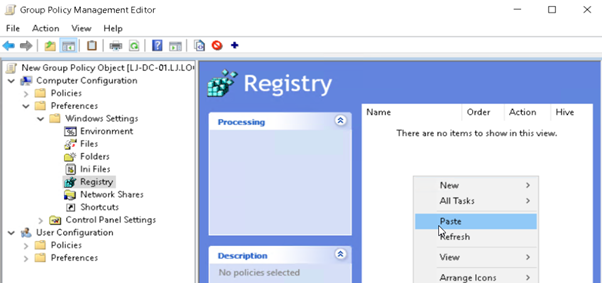 Group Policy Management Editor
File Action View Help
New Group Policy Object [LJ-DC-01.LJ.LO
Computer Configuration
Policies
Preferences
Windows Settings
Environment
Files
Folders
Ini Files
Registry
Network Shares
Shortcuts
Control Panel Settings
User Configuration
Policies
Preferences
Registry
Processing
Description
No policies selected
Name Order Action Hive
There are no items to show in this view.
New
All Tasks
Paste
Refresh
View
Arrange Icons